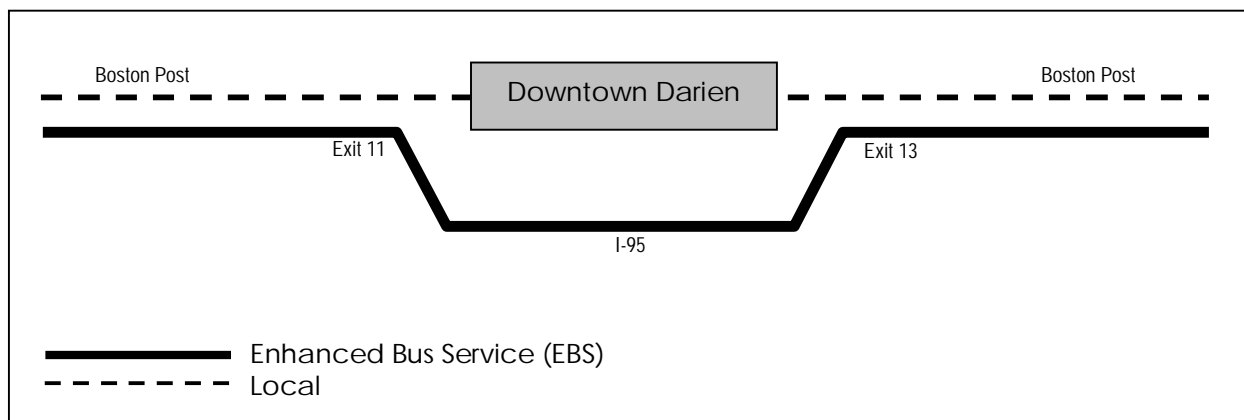 Boston Post
Downtown Darien
Boston Post
Exit 11
Exit 13
I-95
Enhanced Bus Service (EBS)
Local